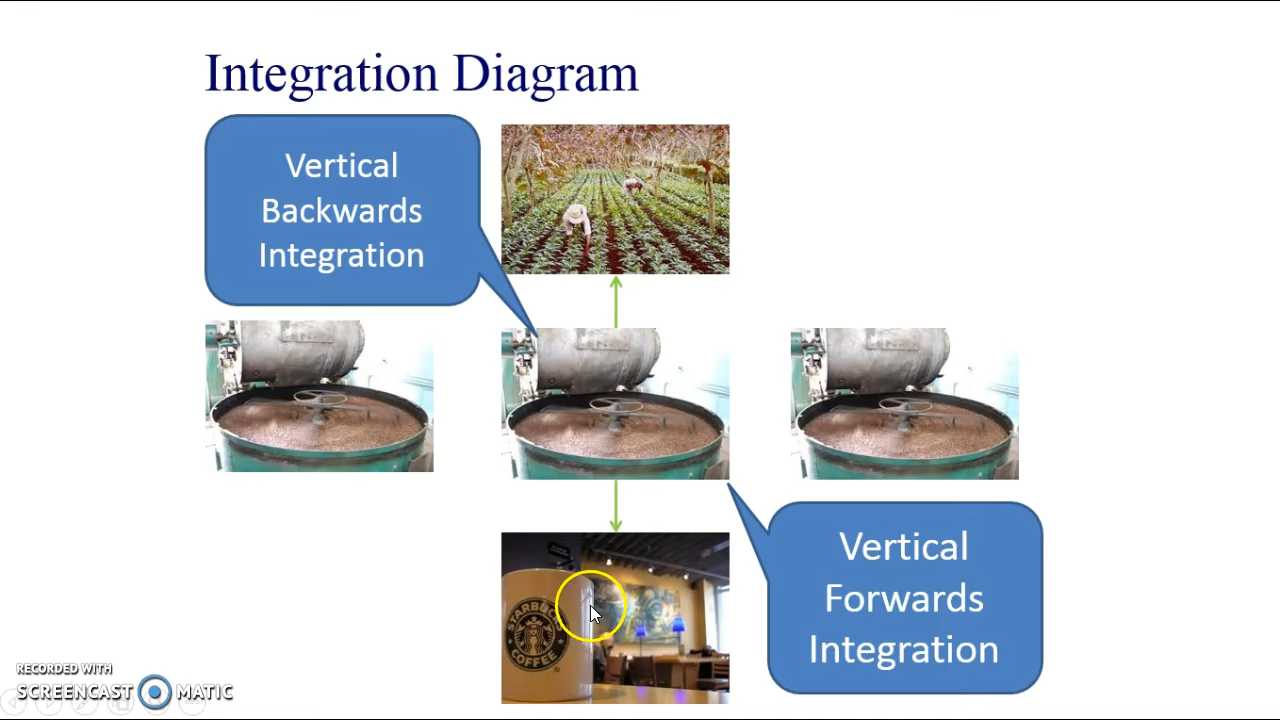 Integration Diagram
Vertical
Backwards
Integration
STARBUCKS
COFFEE
Vertical
Forwards
Integration
RECORDED WITH
SCREENCAST MATIC